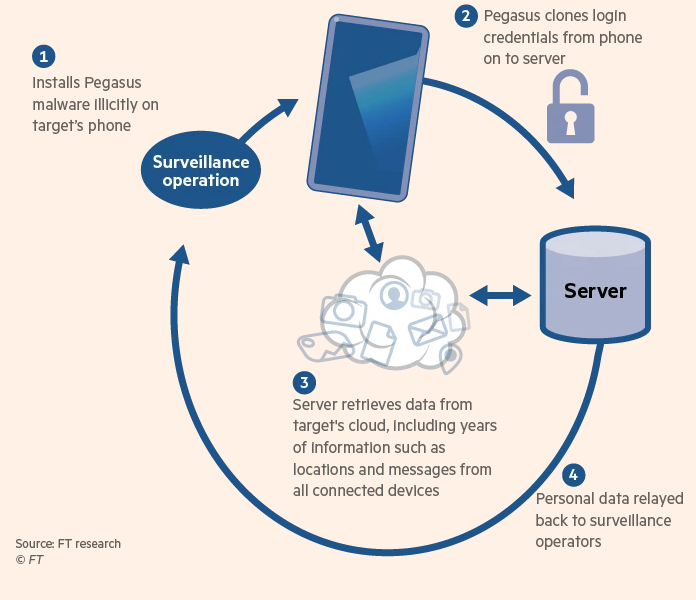 1
Installs Pegasus
malware illicitly on
target's phone
Surveillance
operation
2
Pegasus clones login
credentials from phone
on to server
Server
3
Server retrieves data from
target's cloud, including years
of information such as
locations and messages from
all connected devices
4
Personal data relayed
back to surveillance
operators
Source: FT research
© FT